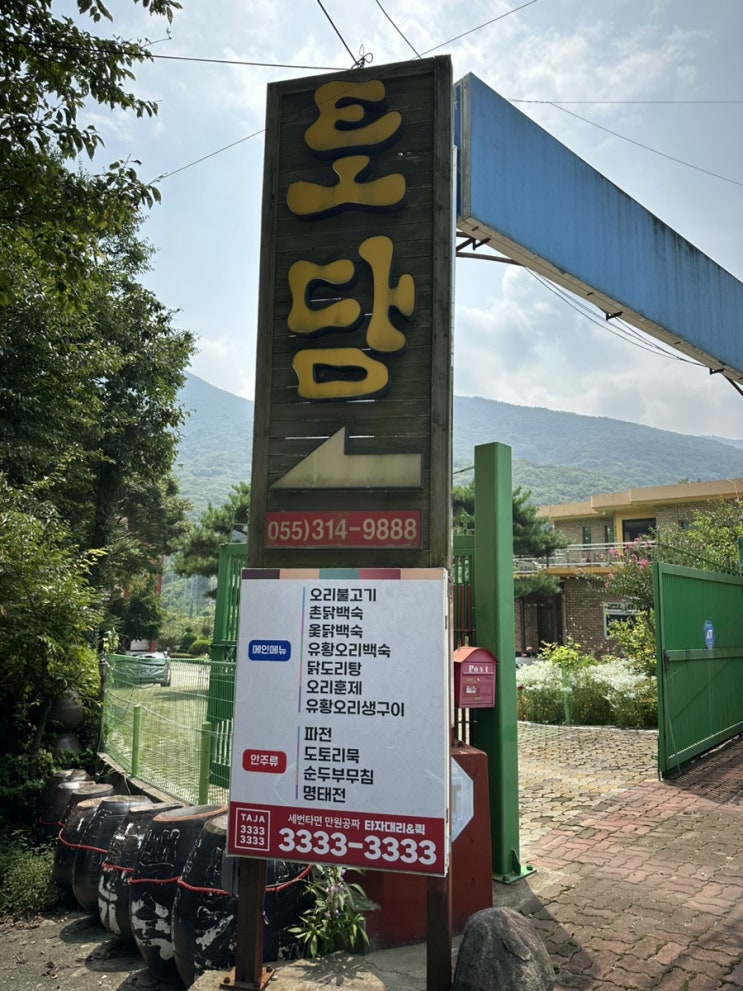 토담
055)314-9888
메인메뉴
오리불고기
촌닭백숙
옻닭백숙
유황오리백숙
닭도리탕
오리훈제
유황오리생구이
안주류
파전
도토리묵
순두부무침
명태전
TAJA
3333
3333
세번타면 만원공짜 타자대리&퀵
3333-3333
Post